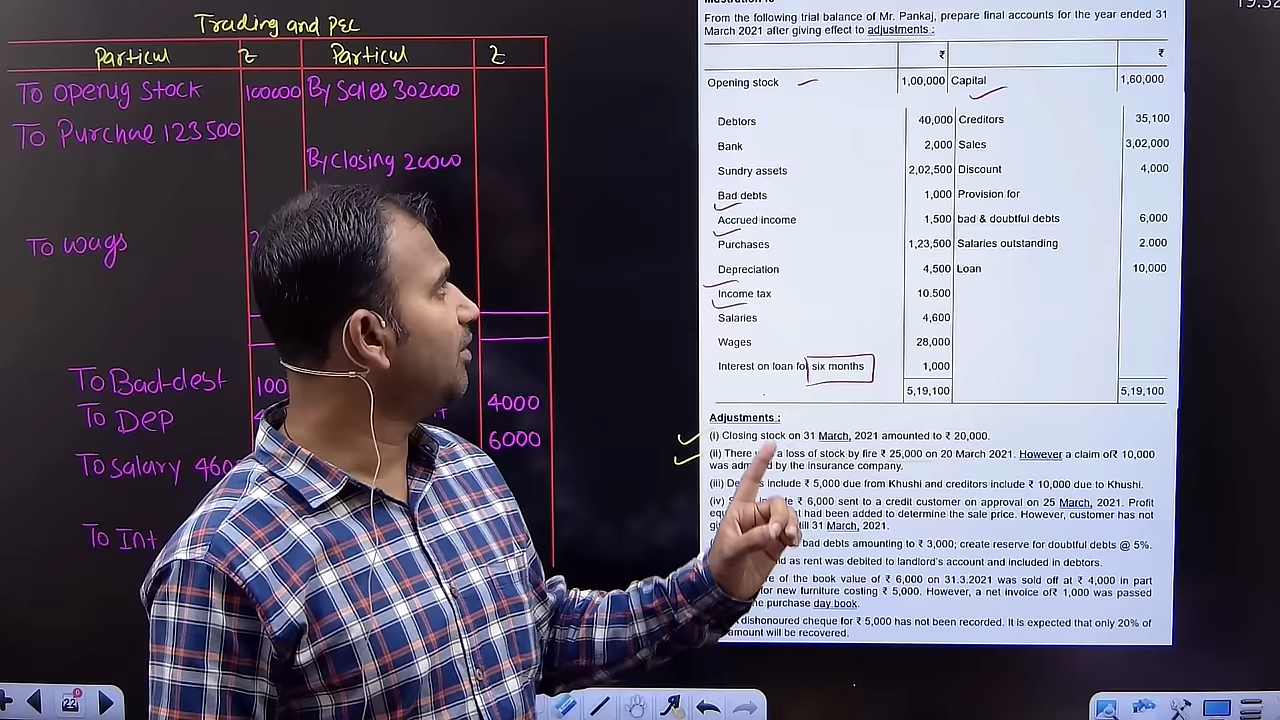 Trading and P&L
Particul ₹ Particul ₹
To openig stock 100000 By Sales 302000
To Purchae 123500
By closing 20000
To wags
To Bad-dest 100
To Dep 4000
6000
To Salary 460
To Int
From the following trial balance of Mr. Pankaj, prepare final accounts for the year ended 31
March 2021 after giving effect to adjustments :
₹ ₹
Opening stock 1,00,000 Capital 1,60,000
Debtors 40,000 Creditors 35,100
Bank 2,000 Sales 3,02,000
Sundry assets 2,02,500 Discount 4,000
Bad debts 1,000 Provision for
Accrued income 1,500 bad & doubtful debts 6,000
Purchases 1,23,500 Salaries outstanding 2.000
Depreciation 4,500 Loan 10,000
Income tax 10.500
Salaries 4,600
Wages 28,000
Interest on loan for six months 1,000
5,19,100 5,19,100
Adjustments :
(i) Closing stock on 31 March, 2021 amounted to ₹ 20,000.
(ii) There a loss of stock by fire ₹ 25,000 on 20 March 2021. However a claim of₹ 10,000
was by the insurance company.
(iii) include ₹ 5,000 due from Khushi and creditors include ₹ 10,000 due to Khushi.
(iv) ₹ 6,000 sent to a credit customer on approval on 25 March, 2021. Profit
had been added to determine the sale price. However, customer has not
till 31 March, 2021.
bad debts amounting to ₹ 3,000; create reserve for doubtful debts @ 5%.
as rent was debited to landlord's account and included in debtors.
of the book value of ₹ 6,000 on 31.3.2021 was sold off at ₹ 4,000 in part
for new furniture costing ₹ 5,000. However, a net invoice of₹ 1,000 was passed
purchase day book.
dishonoured cheque for ₹ 5,000 has not been recorded. It is expected that only 20% of
amount will be recovered.
22